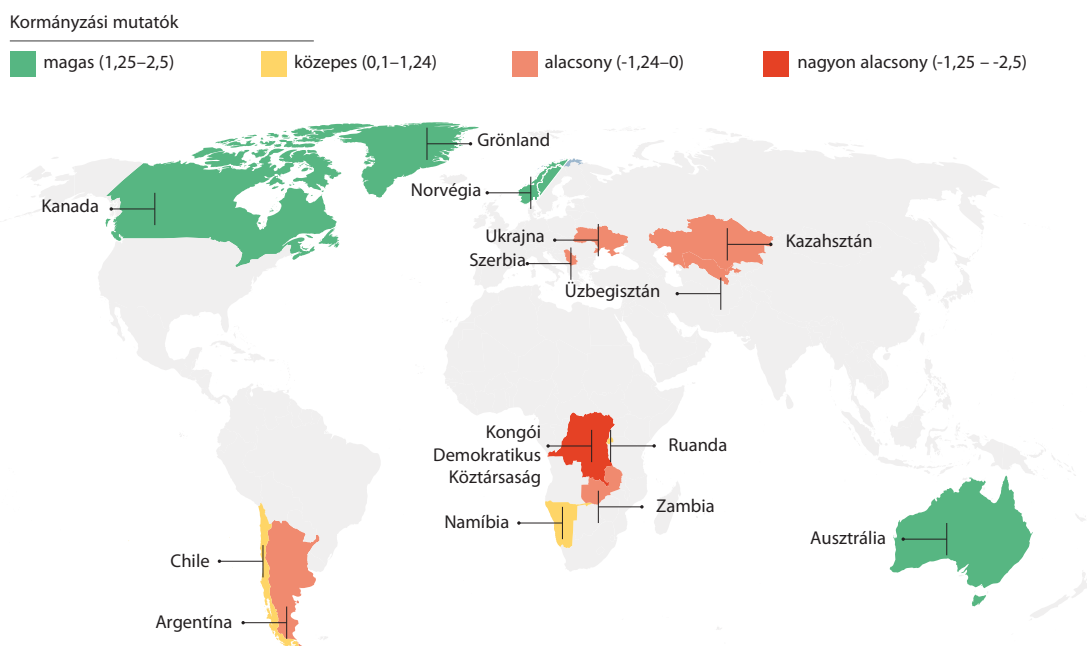 Kormányzási mutatók
magas (1,25–2,5)
közepes (0,1–1,24)
alacsony (-1,24–0)
nagyon alacsony (-1,25 – -2,5)
Grönland
Norvégia
Kanada
Ukrajna
Kazahsztán
Szerbia
Üzbegisztán
Kongói
Demokratikus
Köztársaság
Ruanda
Zambia
Namíbia
Ausztrália
Chile
Argentína